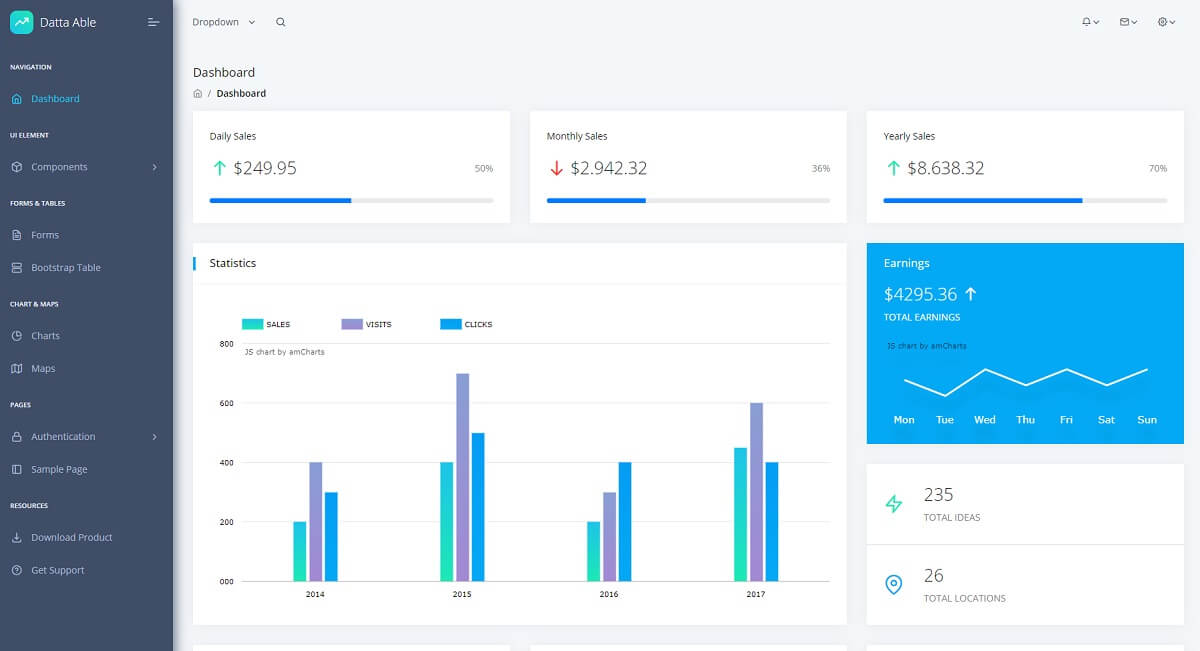 Datta Able
NAVIGATION
Dashboard
UI ELEMENT
Components
FORMS & TABLES
Forms
Bootstrap Table
CHART & MAPS
Charts
Maps
PAGES
Authentication
Sample Page
RESOURCES
Download Product
Get Support
Dropdown
Dashboard
/ Dashboard
Daily Sales
$249.95 50%
Monthly Sales
$2.942.32 36%
Yearly Sales
$8.638.32 70%
Statistics
SALES VISITS CLICKS
800
JS chart by amCharts
600
400
200
000
2014 2015 2016 2017
Earnings
$4295.36
TOTAL EARNINGS
JS chart by amCharts
Mon Tue Wed Thu Fri Sat Sun
235
TOTAL IDEAS
26
TOTAL LOCATIONS